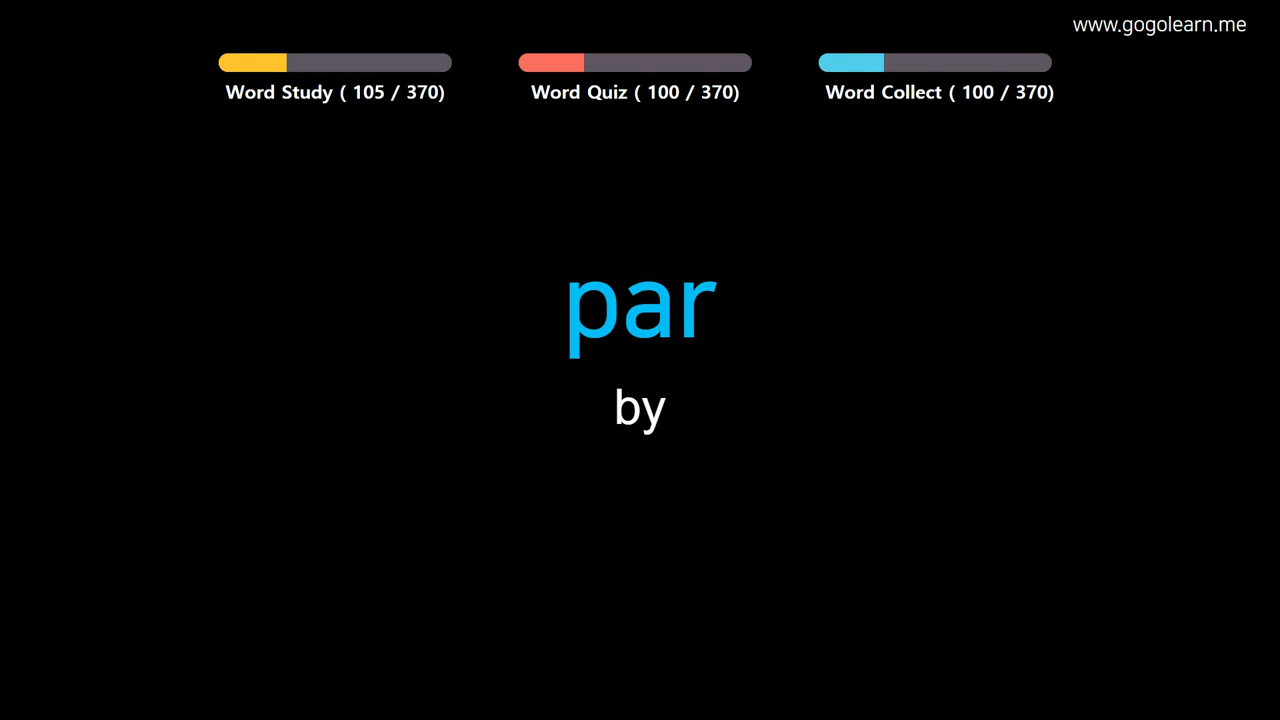 www.gogolearn.me
Word Study ( 105 / 370)
Word Quiz ( 100 / 370)
Word Collect ( 100 / 370)
par
by